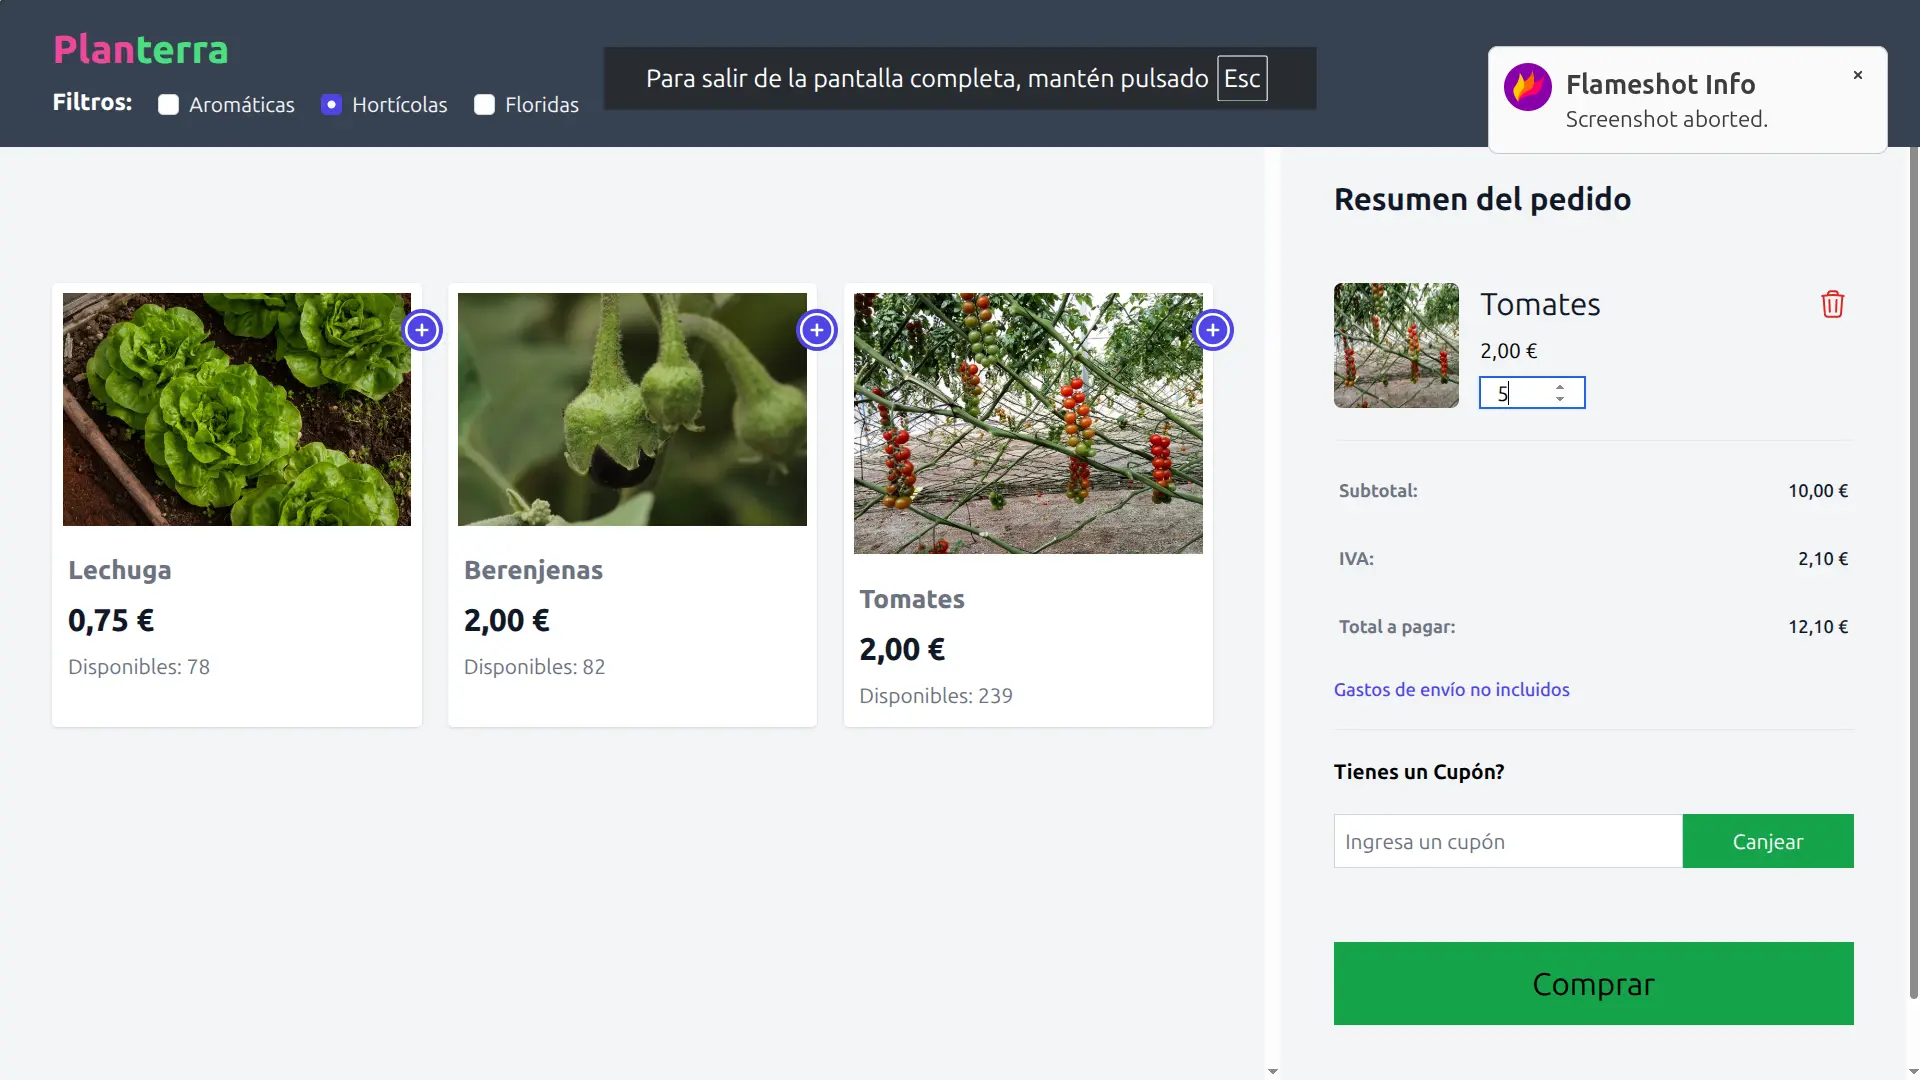 Planterra
Filtros: Aromáticas Hortícolas Floridas
Para salir de la pantalla completa, mantén pulsado Esc
Flameshot Info
Screenshot aborted.
Lechuga
0,75 €
Disponibles: 78
Berenjenas
2,00 €
Disponibles: 82
Tomates
2,00 €
Disponibles: 239
Resumen del pedido
Tomates
2,00 €
5
Subtotal: 10,00 €
IVA: 2,10 €
Total a pagar: 12,10 €
Gastos de envío no incluidos
Tienes un Cupón?
Ingresa un cupón Canjear
Comprar